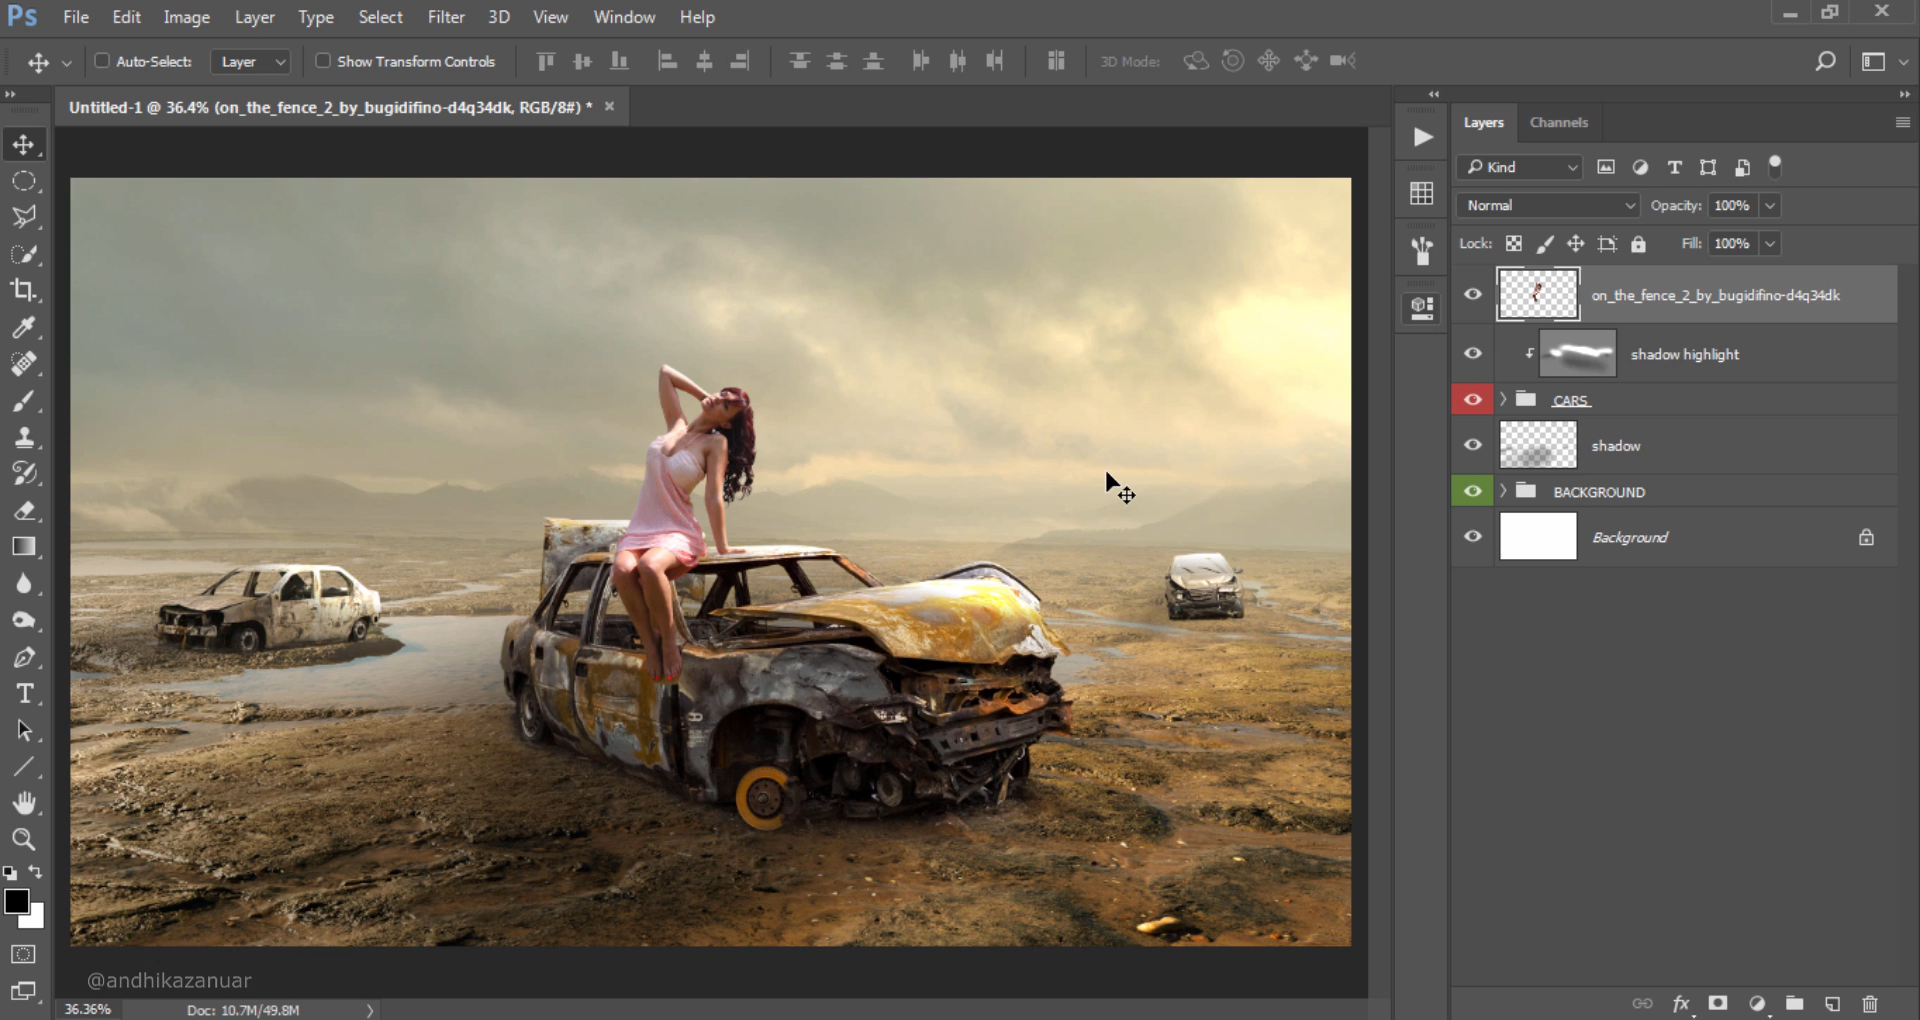 Ps File Edit Image Layer Type Select Filter 3D View Window Help
Auto-Select: Layer Show Transform Controls 3D Mode:
Untitled-1 @ 36.4% (on_the_fence_2_by_bugidifino-d4q34dk, RGB/8#) * ×
Layers Channels
Kind
Normal Opacity: 100%
Lock: Fill: 100%
on_the_fence_2_by_bugidifino-d4q34dk
shadow highlight
CARS
shadow
BACKGROUND
Background
@andhikazanuar
36.36% Doc: 10.7M/49.8M
fx